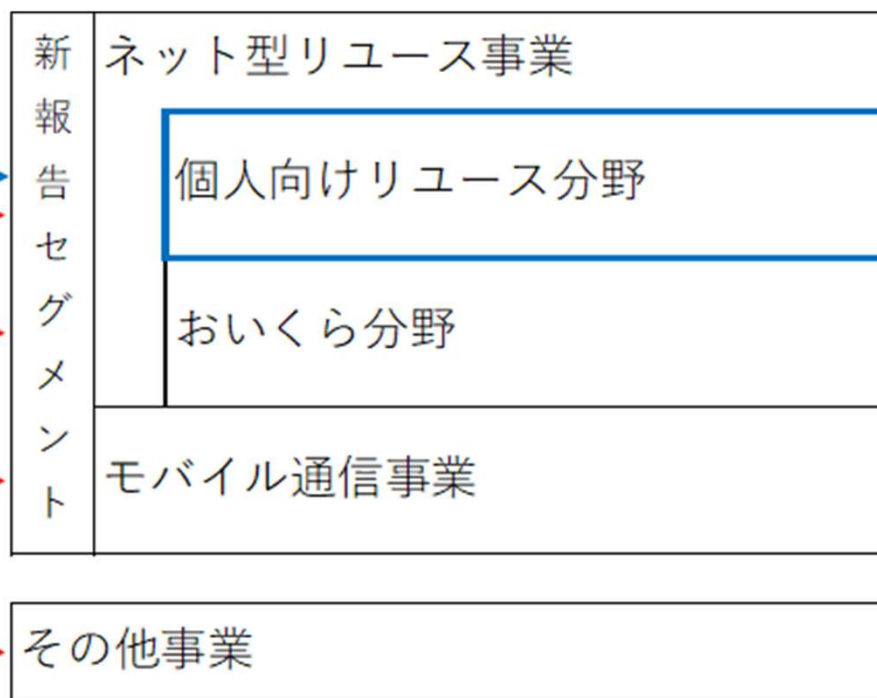 新報告セグメント
ネット型リユース事業
個人向けリユース分野
おいくら分野
モバイル通信事業
その他事業